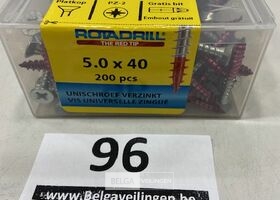 Platkop PZ-2 Gratis bit
Embout gratuit
ROTADRILL
THE RED TIP
5.0 x 40
200 pcs
UNISCHROEF VERZINKT
VIS UNIVERSELLE ZINGUE
96
www.Belgaveilingen.be